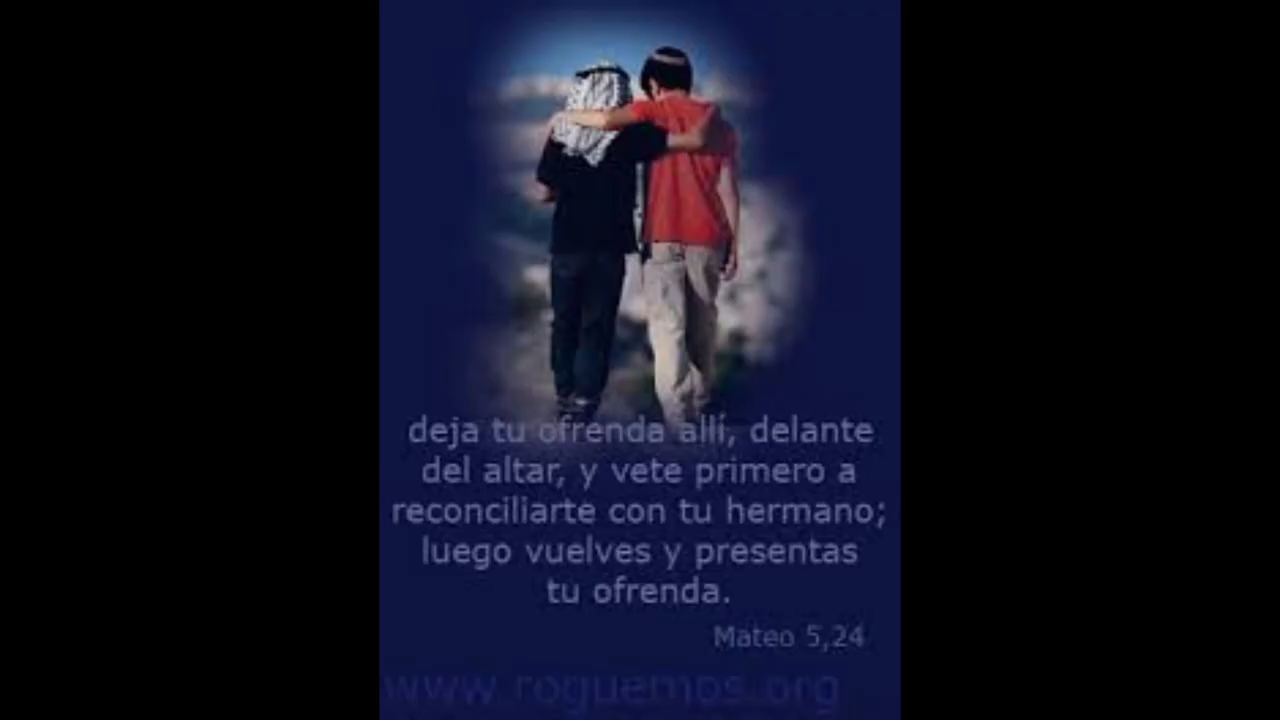 deja tu ofrenda allí, delante
del altar, y vete primero a
reconciliarte con tu hermano;
luego vuelves y presentas
tu ofrenda.
Mateo 5,24
www.roguemos.org